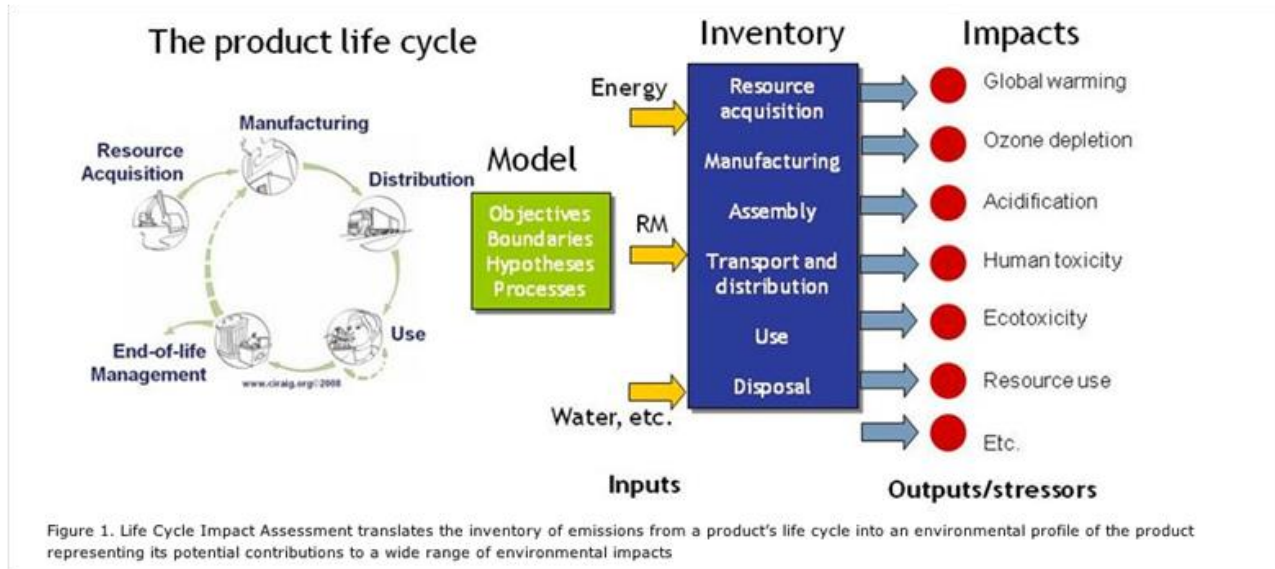 The product life cycle
Manufacturing
Resource
Acquisition
Distribution
Use
End-of-life
Management
www.ciraig.org©2008
Model
Objectives
Boundaries
Hypotheses
Processes
Energy
RM
Water, etc.
Inputs
Inventory
Resource
acquisition
Manufacturing
Assembly
Transport and
distribution
Use
Disposal
Impacts
Global warming
Ozone depletion
Acidification
Human toxicity
Ecotoxicity
Resource use
Etc.
Outputs/stressors
Figure 1. Life Cycle Impact Assessment translates the inventory of emissions from a product's life cycle into an environmental profile of the product
representing its potential contributions to a wide range of environmental impacts